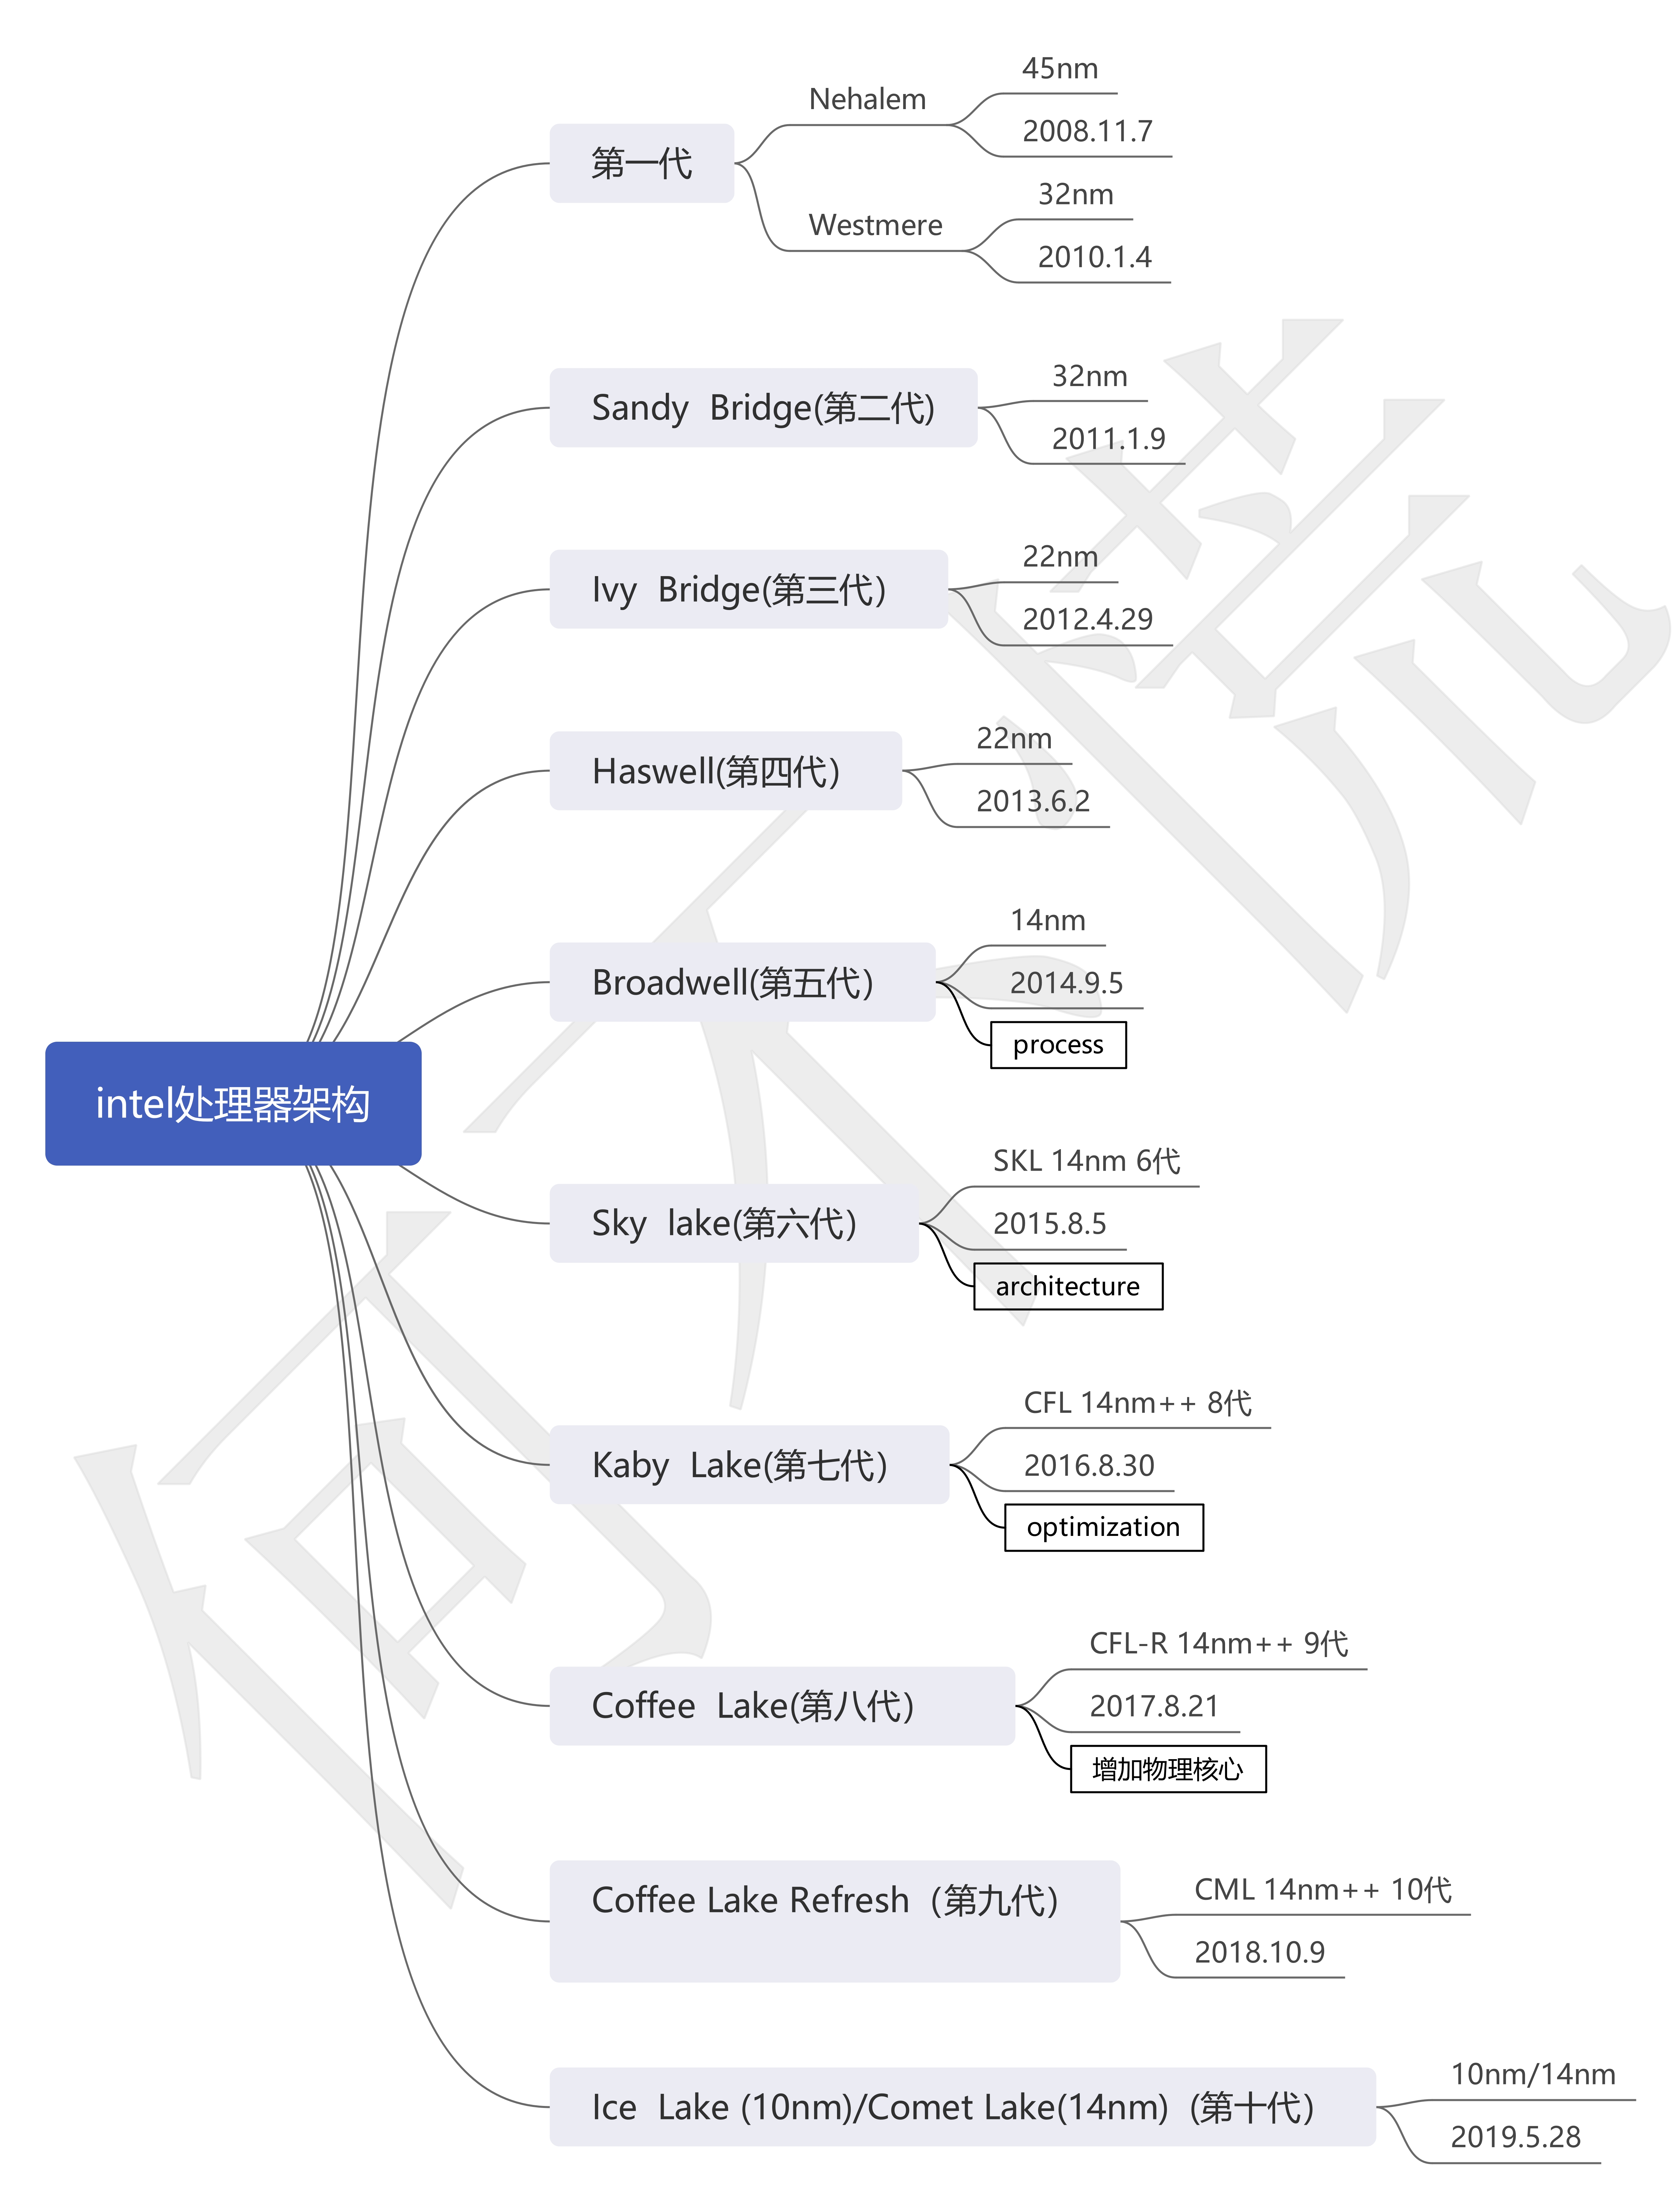 intel处理器架构
第一代
Nehalem
45nm
2008.11.7
Westmere
32nm
2010.1.4
Sandy  Bridge(第二代)
32nm
2011.1.9
Ivy  Bridge(第三代）
22nm
2012.4.29
Haswell(第四代）
22nm
2013.6.2
Broadwell(第五代）
14nm
2014.9.5
process
Sky  lake(第六代）
SKL 14nm 6代
2015.8.5
architecture
Kaby  Lake(第七代）
CFL 14nm++ 8代
2016.8.30
optimization
Coffee  Lake(第八代）
CFL-R 14nm++ 9代
2017.8.21
增加物理核心
Coffee Lake Refresh（第九代）
CML 14nm++ 10代
2018.10.9
Ice  Lake (10nm)/Comet Lake(14nm)  (第十代）
10nm/14nm
2019.5.28
何不慌